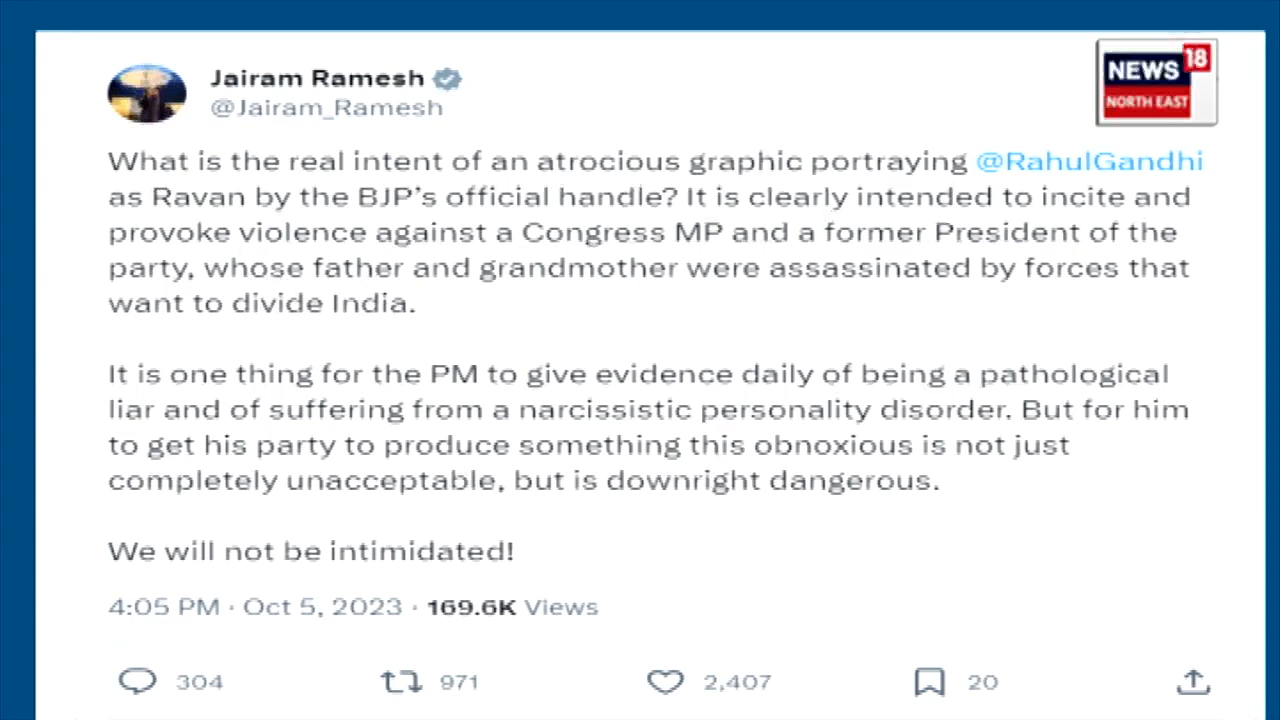 Jairam Ramesh
@Jairam_Ramesh
NEWS 18
NORTH EAST
What is the real intent of an atrocious graphic portraying @RahulGandhi
as Ravan by the BJP's official handle? It is clearly intended to incite and
provoke violence against a Congress MP and a former President of the
party, whose father and grandmother were assassinated by forces that
want to divide India.
It is one thing for the PM to give evidence daily of being a pathological
liar and of suffering from a narcissistic personality disorder. But for him
to get his party to produce something this obnoxious is not just
completely unacceptable, but is downright dangerous.
We will not be intimidated!
4:05 PM · Oct 5, 2023 · 169.6K Views
304 971 2,407 20